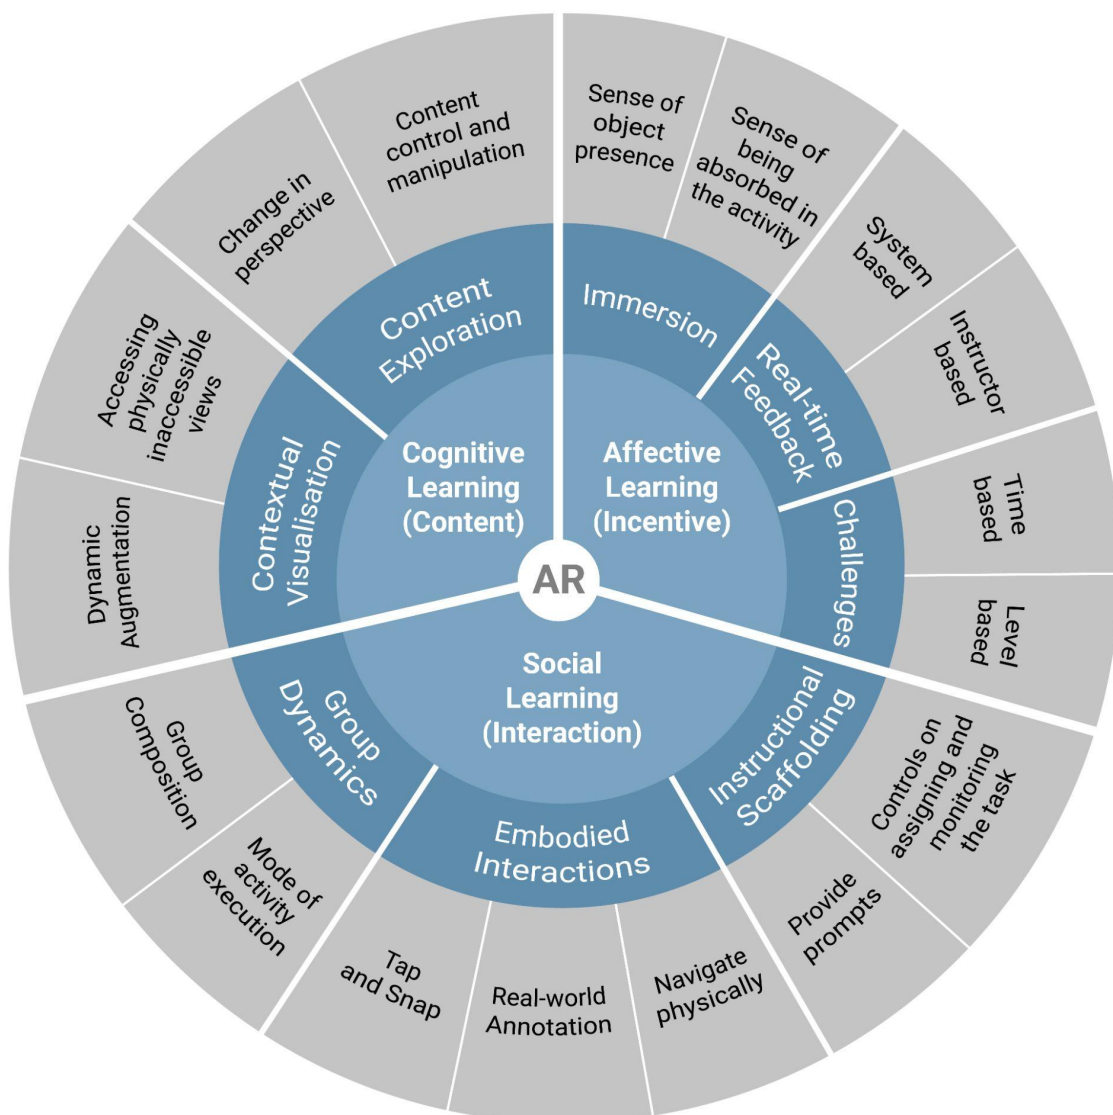 AR
Cognitive
Learning
(Content)
Affective
Learning
(Incentive)
Social
Learning
(Interaction)
Content
Exploration
Content
control and
manipulation
Change in
perspective
Contextual
Visualisation
Accessing
physically
inaccessible
views
Dynamic
Augmentation
Immersion
Sense of
object
presence
Sense of
being
absorbed in
the activity
Real-time
Feedback
System
based
Instructor
based
Challenges
Time
based
Level
based
Instructional
Scaffolding
Controls on
assigning and
monitoring
the task
Provide
prompts
Embodied
Interactions
Navigate
physically
Real-world
Annotation
Tap
and Snap
Group
Dynamics
Mode of
activity
execution
Group
Composition